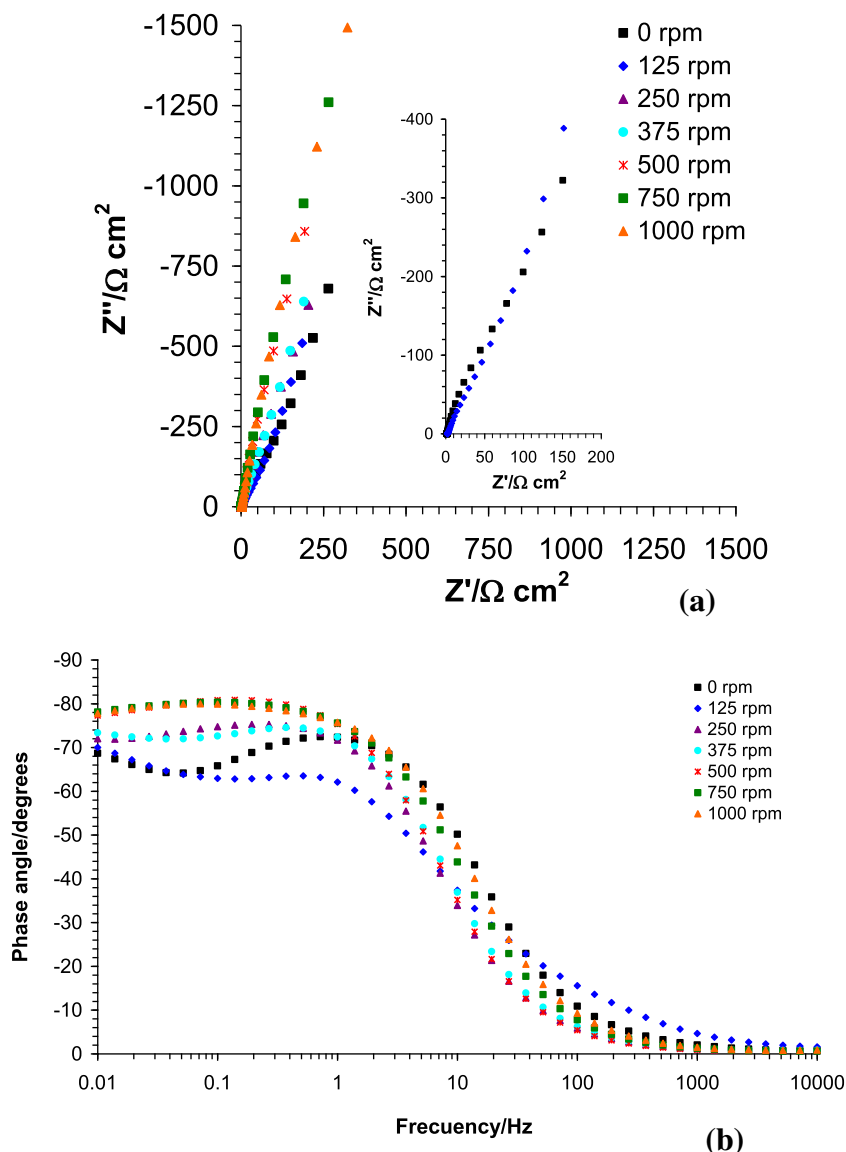 -1500
-1250
-1000
-750
-500
-250
0
Z''/Ω cm²
0 250 500 750 1000 1250 1500
Z'/Ω cm²
0 rpm
125 rpm
250 rpm
375 rpm
500 rpm
750 rpm
1000 rpm
-400
-300
-200
-100
0
Z''/Ω cm²
0 50 100 150 200
Z'/Ω cm²
(a)
-90
-80
-70
-60
-50
-40
-30
-20
-10
0
Phase angle/degrees
0.01 0.1 1 10 100 1000 10000
Frecuency/Hz
0 rpm
125 rpm
250 rpm
375 rpm
500 rpm
750 rpm
1000 rpm
(b)